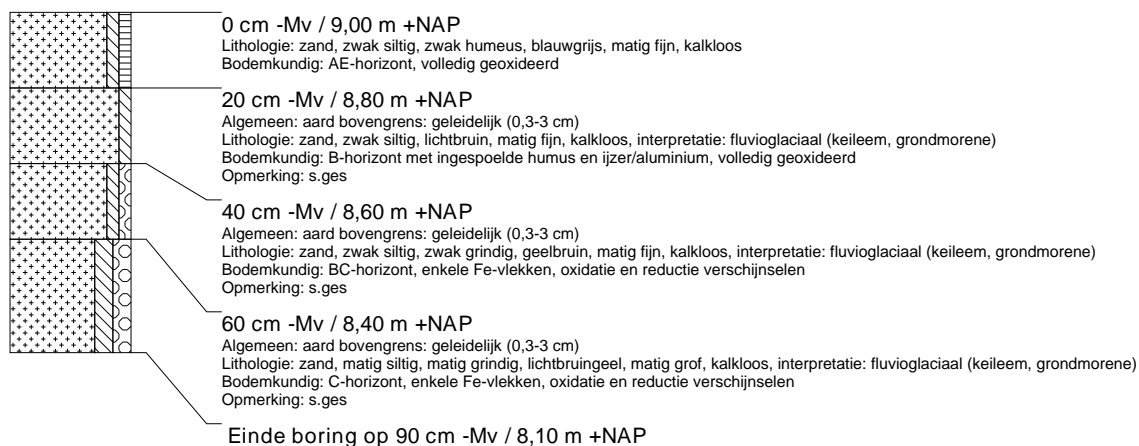 0 cm -Mv / 9,00 m +NAP
Lithologie: zand, zwak siltig, zwak humeus, blauwgrijs, matig fijn, kalkloos
Bodemkundig: AE-horizont, volledig geoxideerd
20 cm -Mv / 8,80 m +NAP
Algemeen: aard bovengrens: geleidelijk (0,3-3 cm)
Lithologie: zand, zwak siltig, lichtbruin, matig fijn, kalkloos, interpretatie: fluvioglaciaal (keileem, grondmorene)
Bodemkundig: B-horizont met ingespoelde humus en ijzer/aluminium, volledig geoxideerd
Opmerking: s.ges
40 cm -Mv / 8,60 m +NAP
Algemeen: aard bovengrens: geleidelijk (0,3-3 cm)
Lithologie: zand, zwak siltig, zwak grindig, geelbruin, matig fijn, kalkloos, interpretatie: fluvioglaciaal (keileem, grondmorene)
Bodemkundig: BC-horizont, enkele Fe-vlekken, oxidatie en reductie verschijnselen
Opmerking: s.ges
60 cm -Mv / 8,40 m +NAP
Algemeen: aard bovengrens: geleidelijk (0,3-3 cm)
Lithologie: zand, matig siltig, matig grindig, lichtbruingeel, matig grof, kalkloos, interpretatie: fluvioglaciaal (keileem, grondmorene)
Bodemkundig: C-horizont, enkele Fe-vlekken, oxidatie en reductie verschijnselen
Opmerking: s.ges
Einde boring op 90 cm -Mv / 8,10 m +NAP